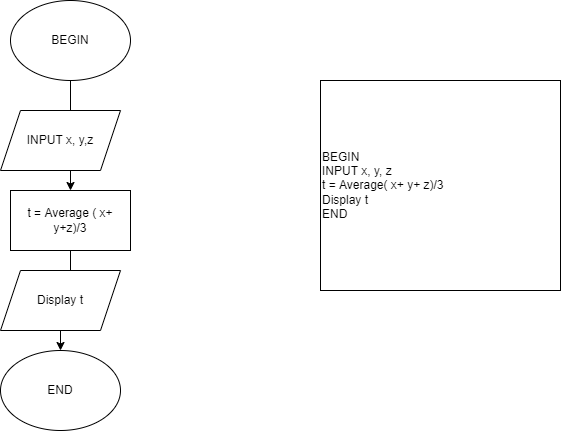 BEGIN
INPUT x, y,z
t = Average ( x+
y+z)/3
Display t
END
BEGIN
INPUT x, y, z
t = Average( x+ y+ z)/3
Display t
END